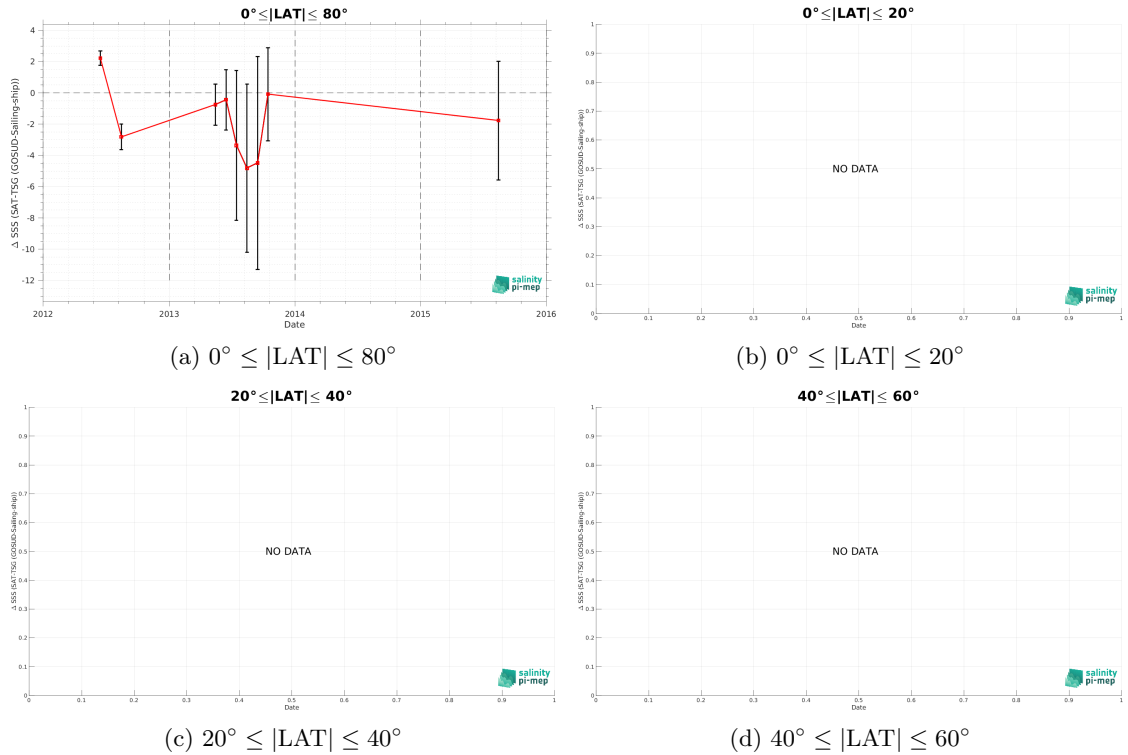 0°≤|LAT|≤ 80°
Δ SSS (SAT-TSG (GOSUD-Sailing-ship))
4
2
0
-2
-4
-6
-8
-10
-12
2012 2013 2014 2015 2016
Date
salinity
pi-mep
(a) 0° ≤ |LAT| ≤ 80°
0°≤|LAT|≤ 20°
Δ SSS (SAT-TSG (GOSUD-Sailing-ship))
1
0.9
0.8
0.7
0.6
0.5
0.4
0.3
0.2
0.1
0
NO DATA
0 0.1 0.2 0.3 0.4 0.5 0.6 0.7 0.8 0.9 1
Date
salinity
pi-mep
(b) 0° ≤ |LAT| ≤ 20°
20°≤|LAT|≤ 40°
Δ SSS (SAT-TSG (GOSUD-Sailing-ship))
1
0.9
0.8
0.7
0.6
0.5
0.4
0.3
0.2
0.1
0
NO DATA
0 0.1 0.2 0.3 0.4 0.5 0.6 0.7 0.8 0.9 1
Date
salinity
pi-mep
(c) 20° ≤ |LAT| ≤ 40°
40°≤|LAT|≤ 60°
Δ SSS (SAT-TSG (GOSUD-Sailing-ship))
1
0.9
0.8
0.7
0.6
0.5
0.4
0.3
0.2
0.1
0
NO DATA
0 0.1 0.2 0.3 0.4 0.5 0.6 0.7 0.8 0.9 1
Date
salinity
pi-mep
(d) 40° ≤ |LAT| ≤ 60°